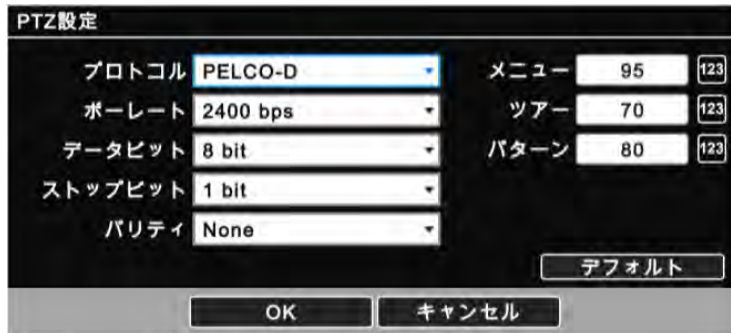 PTZ設定
プロトコル PELCO-D メニュー 95 123
ボーレート 2400 bps ツアー 70 123
データビット 8 bit パターン 80 123
ストップビット 1 bit
パリティ None
デフォルト
OK キャンセル